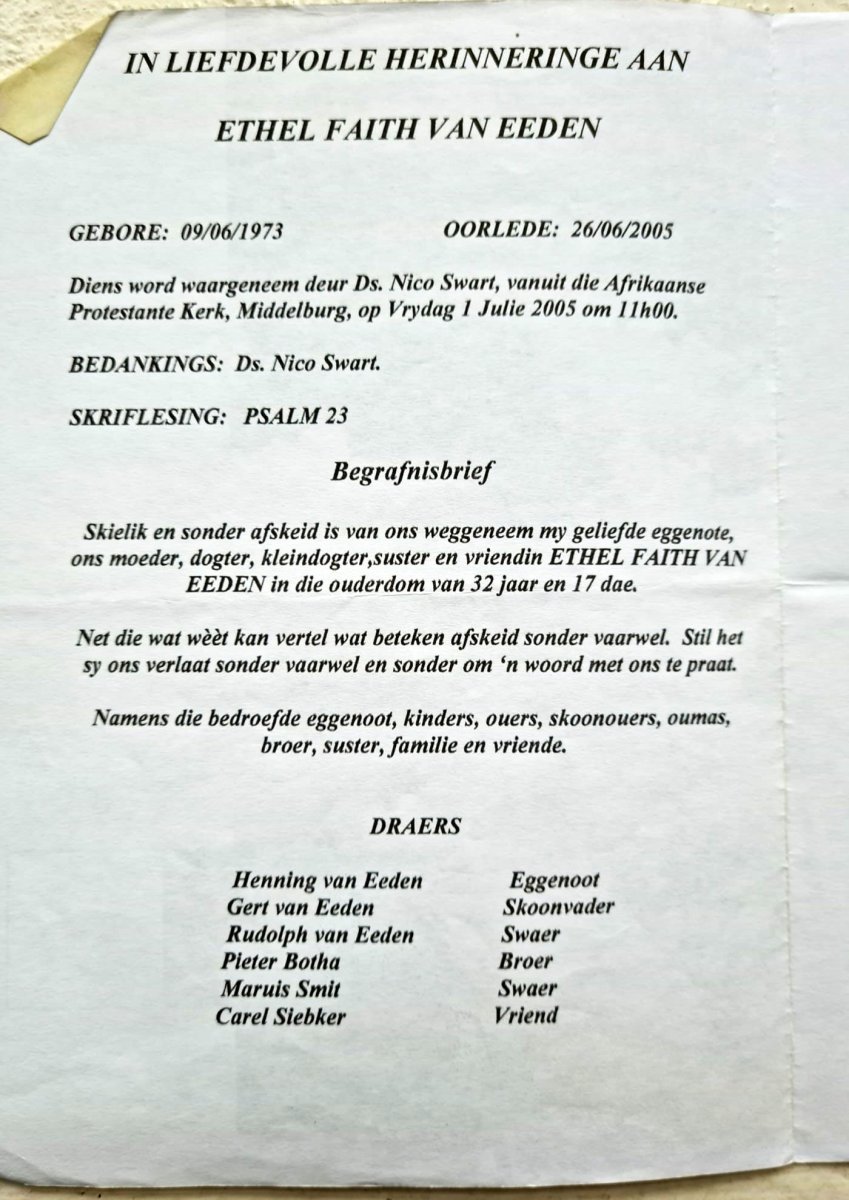 IN LIEFDEVOLLE HERINNERINGE AAN
ETHEL FAITH VAN EEDEN
GEBORE: 09/06/1973 OORLEDE: 26/06/2005
Diens word waargeneem deur Ds. Nico Swart, vanuit die Afrikaanse
Protestante Kerk, Middelburg, op Vrydag 1 Julie 2005 om 11h00.
BEDANKINGS: Ds. Nico Swart.
SKRIFLESING: PSALM 23
Begrafnisbrief
Skielik en sonder afskeid is van ons weggeneem my geliefde eggenote,
ons moeder, dogter, kleindogter,suster en vriendin ETHEL FAITH VAN
EEDEN in die ouderdom van 32 jaar en 17 dae.
Net die wat wèèt kan vertel wat beteken afskeid sonder vaarwel. Stil het
sy ons verlaat sonder vaarwel en sonder om ‘n woord met ons te praat.
Namens die bedroefde eggenoot, kinders, ouers, skoonouers, oumas,
broer, suster, familie en vriende.
DRAERS
Henning van Eeden Eggenoot
Gert van Eeden Skoonvader
Rudolph van Eeden Swaer
Pieter Botha Broer
Maruis Smit Swaer
Carel Siebker Vriend